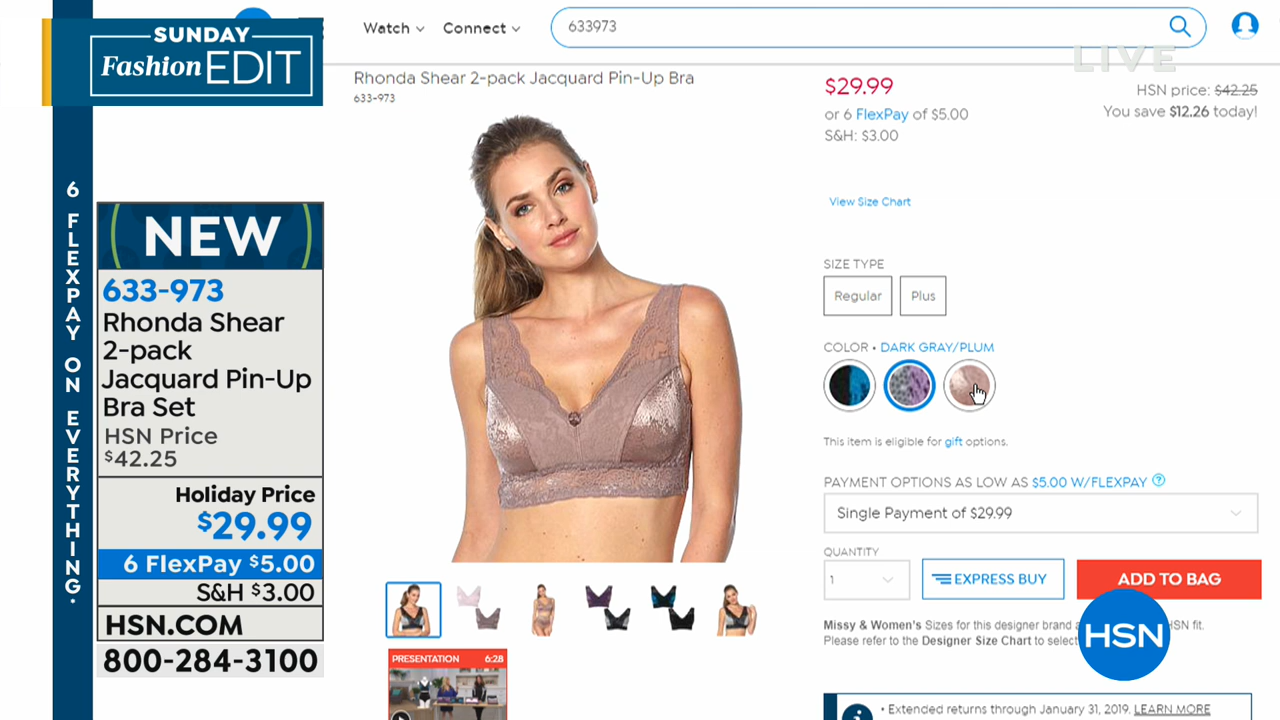 SUNDAY
Fashion EDIT
6 FLEXPAY ON EVERYTHING.
NEW
633-973
Rhonda Shear
2-pack
Jacquard Pin-Up
Bra Set
HSN Price
$42.25
Holiday Price
$29.99
6 FlexPay $5.00
S&H $3.00
HSN.COM
800-284-3100
Watch
Connect
633973
LIVE
Rhonda Shear 2-pack Jacquard Pin-Up Bra
633-973
$29.99
HSN price: $42.25
or 6 FlexPay of $5.00
You save $12.26 today!
S&H: $3.00
View Size Chart
SIZE TYPE
Regular
Plus
COLOR • DARK GRAY/PLUM
This item is eligible for gift options.
PAYMENT OPTIONS AS LOW AS $5.00 W/FLEXPAY ?
Single Payment of $29.99
QUANTITY
1
EXPRESS BUY
ADD TO BAG
Missy & Women's Sizes for this designer brand HSN fit.
Please refer to the Designer Size Chart to select
HSN
PRESENTATION 6:28
• Extended returns through January 31, 2019. LEARN MORE